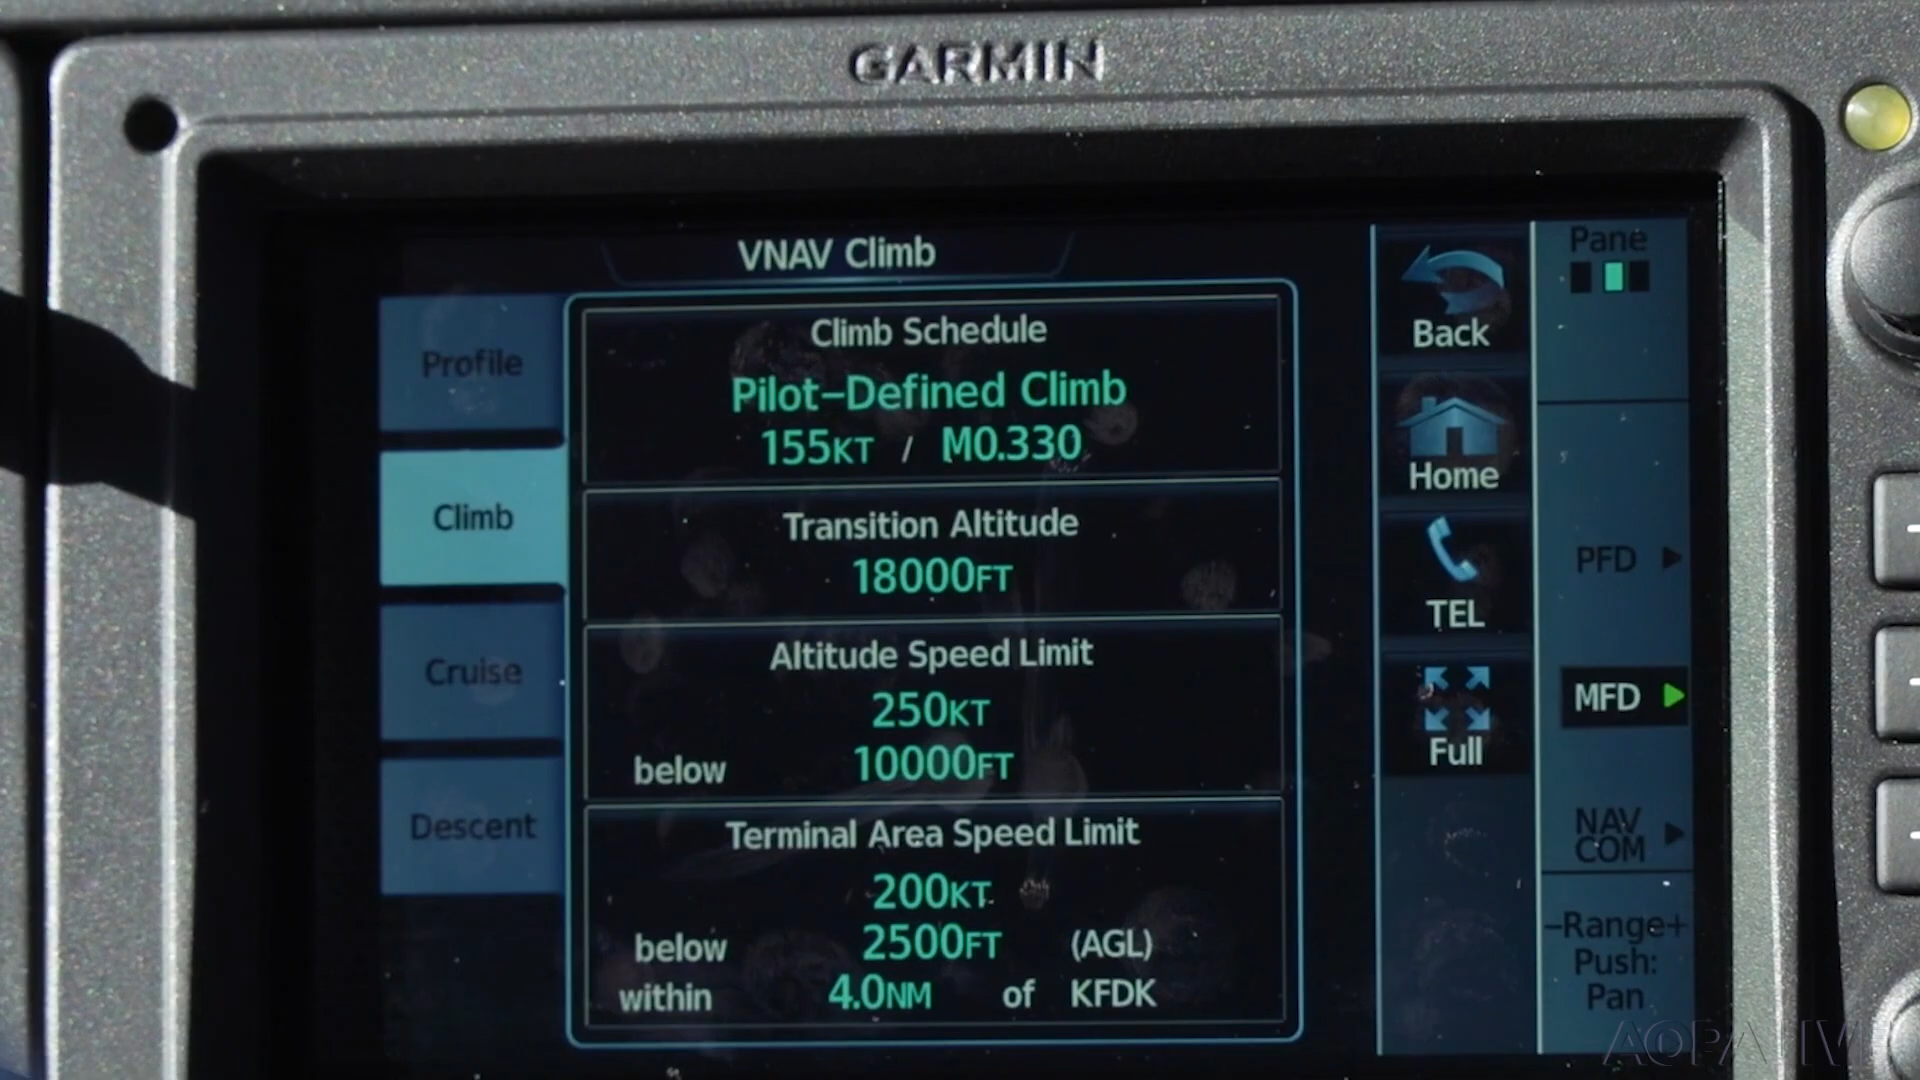 GARMIN
VNAV Climb
Profile
Climb
Cruise
Descent
Climb Schedule
Pilot-Defined Climb
155KT / M0.330
Transition Altitude
18000FT
Altitude Speed Limit
250KT
below 10000FT
Terminal Area Speed Limit
200KT
below 2500FT (AGL)
within 4.0NM of KFDK
Back
Home
TEL
Full
Pane
PFD
MFD
NAV
COM
-Range+
Push:
Pan
AOPA LIVE